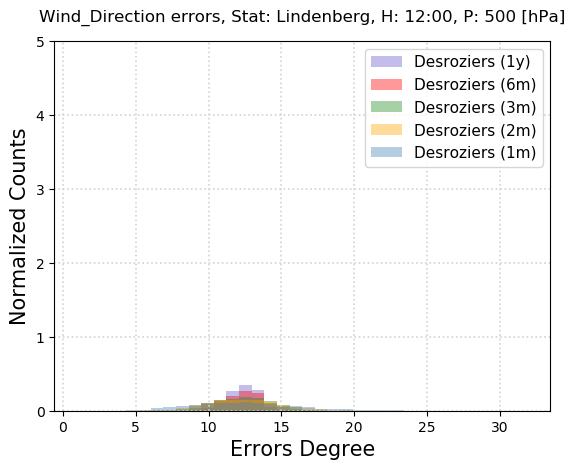 Wind_Direction errors, Stat: Lindenberg, H: 12:00, P: 500 [hPa]
5
4
3
2
1
0
Normalized Counts
Desroziers (1y)
Desroziers (6m)
Desroziers (3m)
Desroziers (2m)
Desroziers (1m)
0 5 10 15 20 25 30
Errors Degree